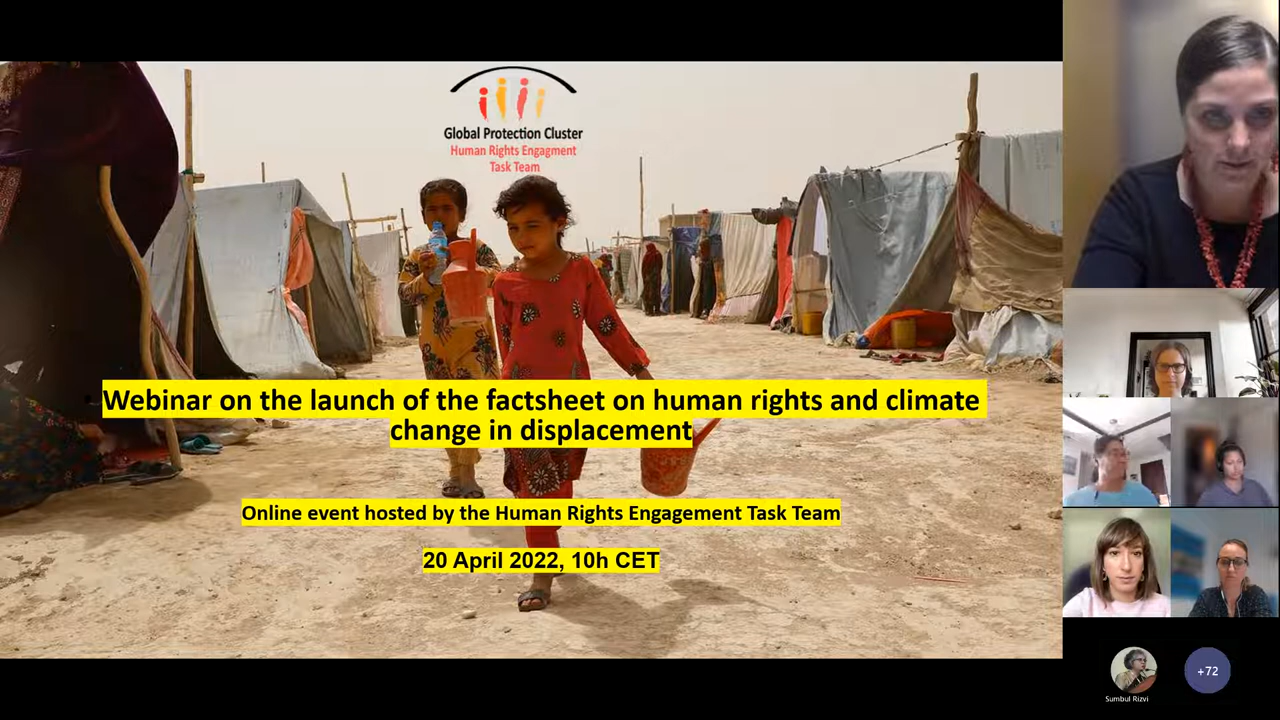 Global Protection Cluster
Human Rights Engagment
Task Team
Webinar on the launch of the factsheet on human rights and climate
change in displacement
Online event hosted by the Human Rights Engagement Task Team
20 April 2022, 10h CET
+72
Sumbul Rizvi